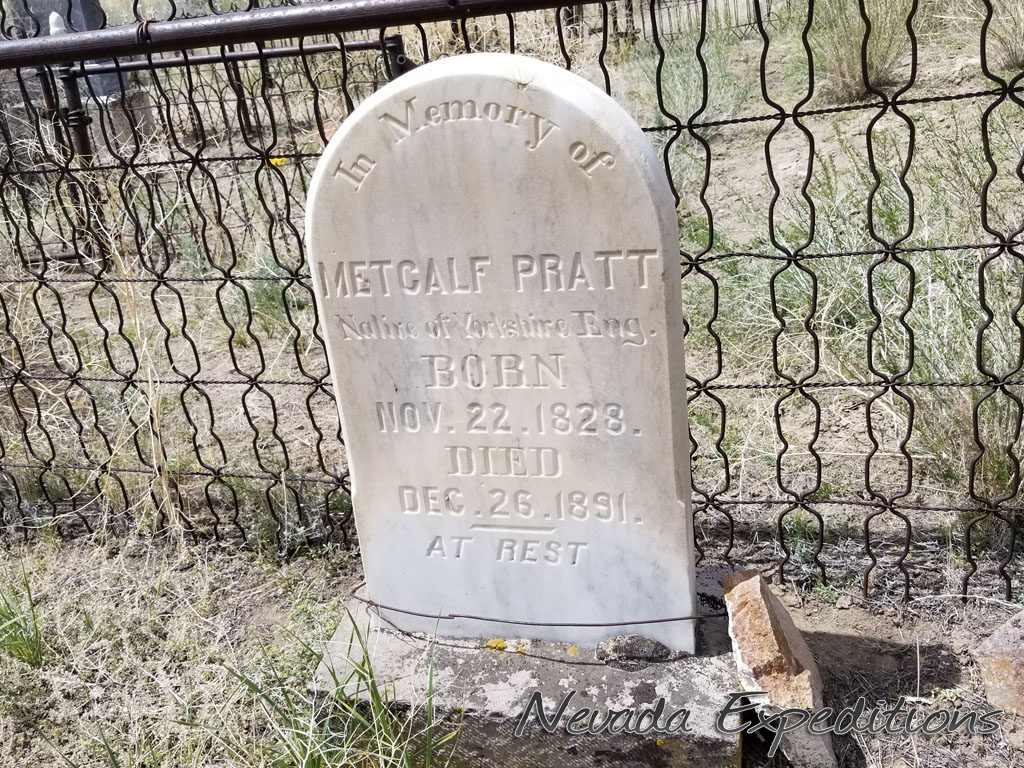 In Memory of
METCALF PRATT
Native of Yorkshire Eng.
BORN
NOV. 22. 1828.
DIED
DEC. 26. 1891.
AT REST
Nevada Expeditions